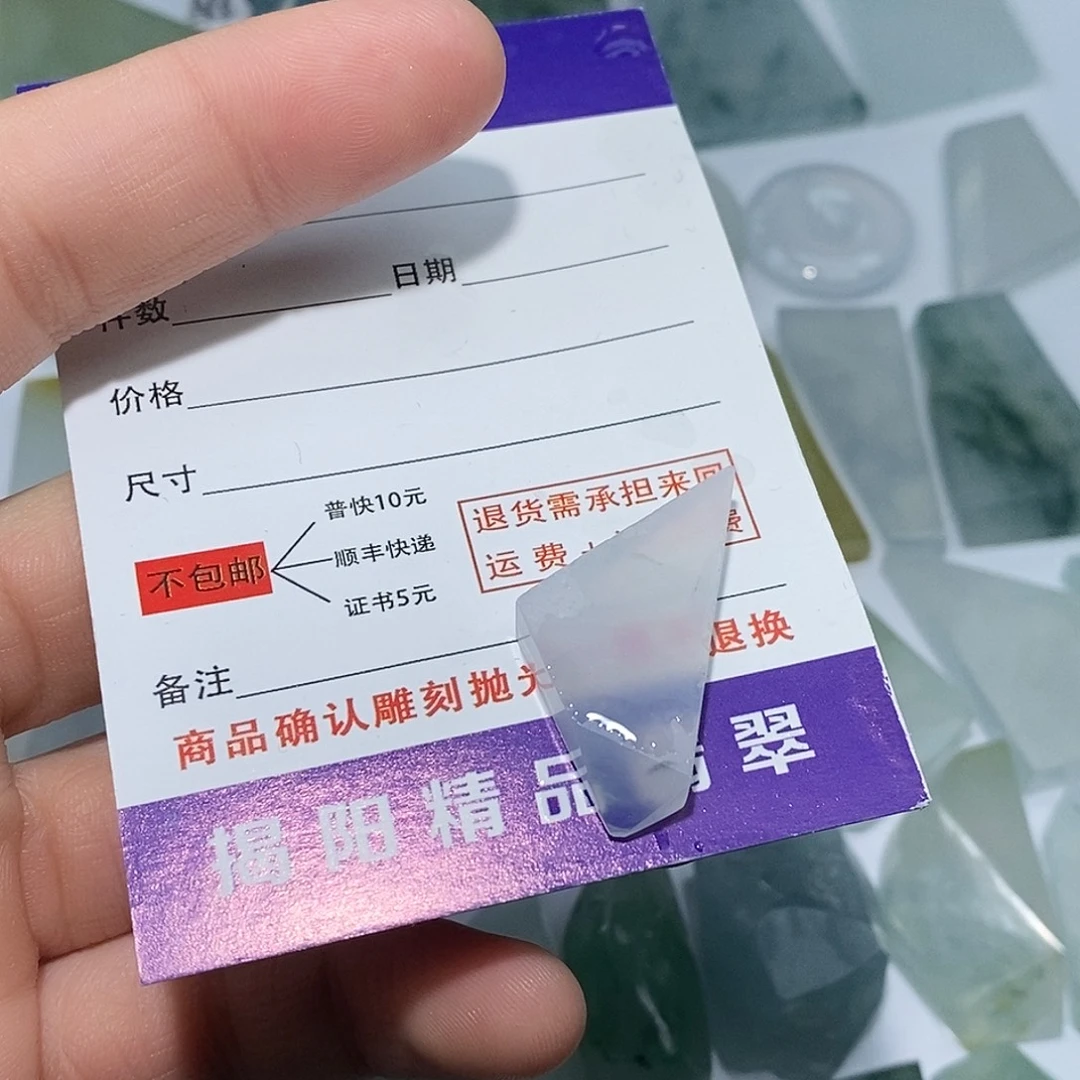 件数 日期
价格
尺寸
普快10元
不包邮
顺丰快递
证书5元
退货需承担来回
运费 费
备注
商品确认雕刻抛光 退换
揭阳精品翡翠